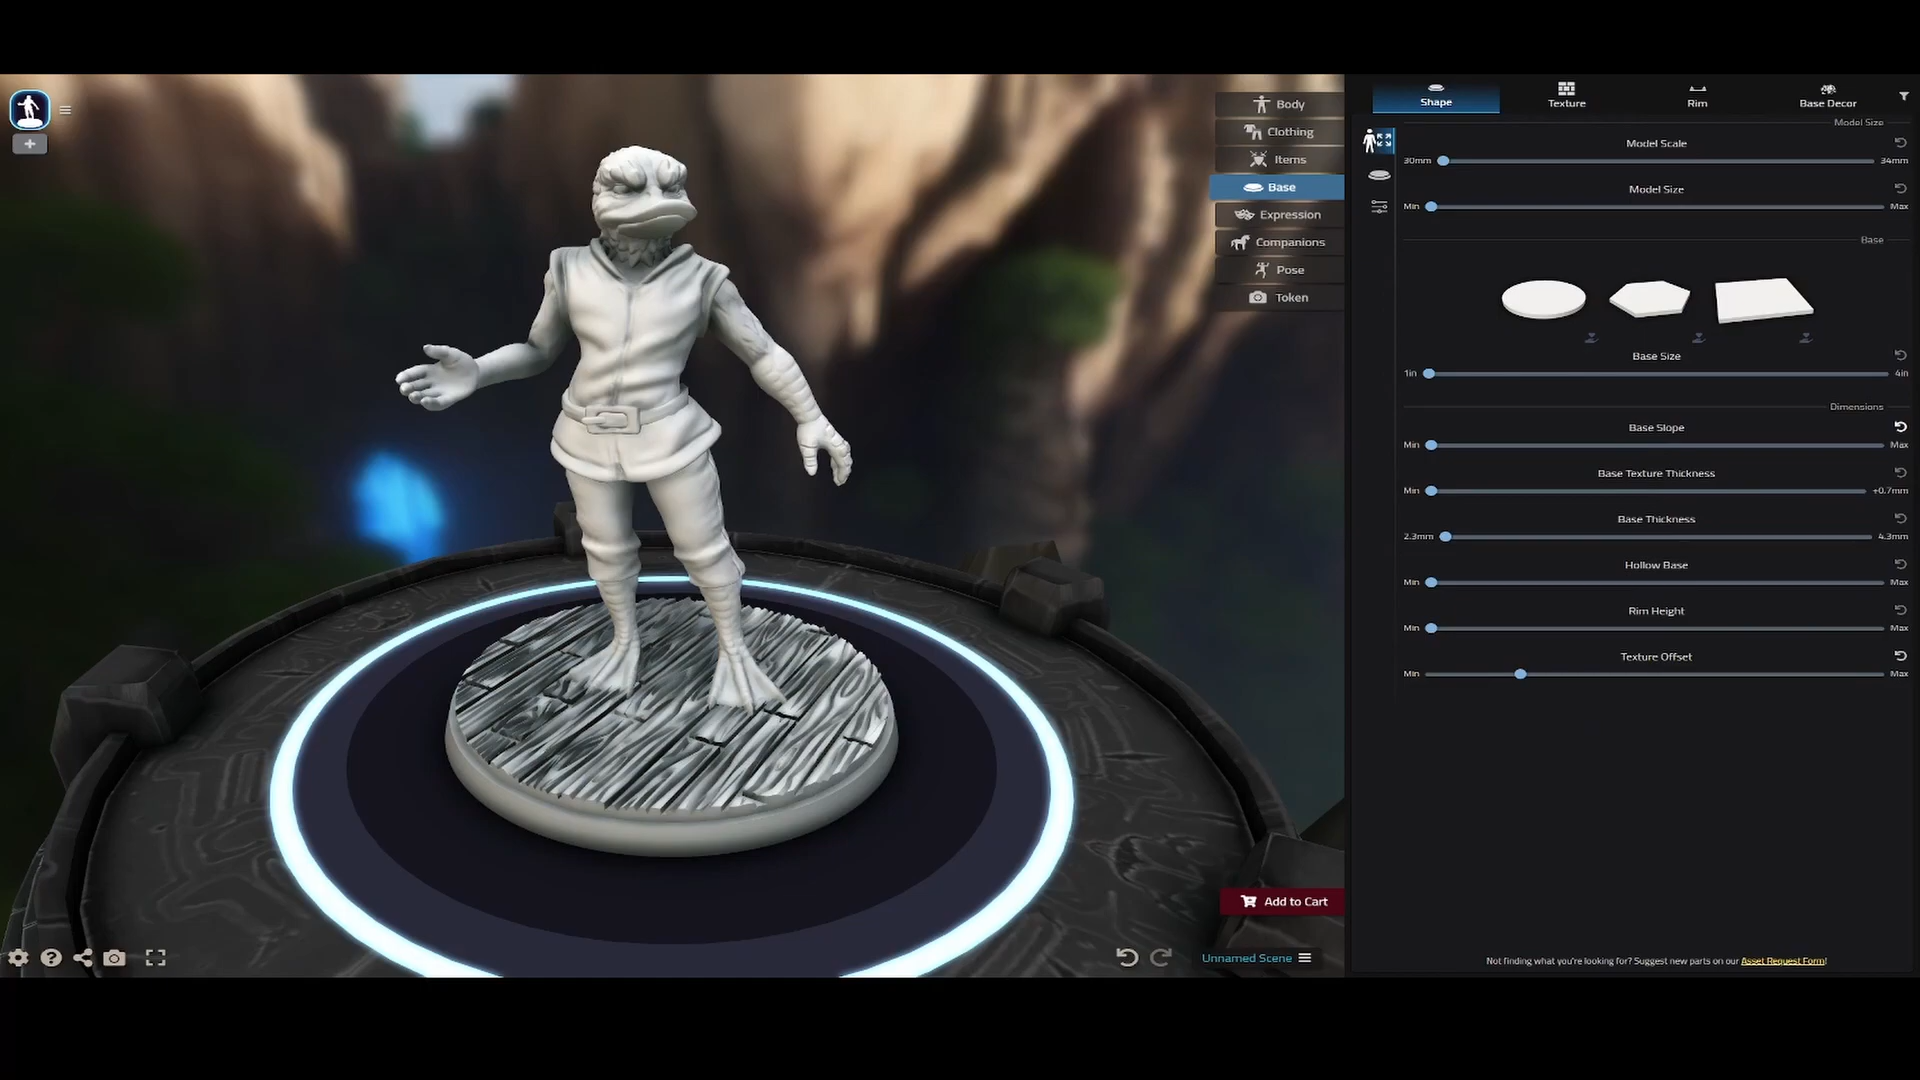 Body
Clothing
Items
Base
Expression
Companions
Pose
Token
Add to Cart
Unnamed Scene
Shape
Texture
Rim
Base Decor
Model Size
Model Scale
30mm
34mm
Model Size
Min
Max
Base
Base Size
1in
4in
Dimensions
Base Slope
Min
Max
Base Texture Thickness
Min
+0.7mm
Base Thickness
2.3mm
4.3mm
Hollow Base
Min
Max
Rim Height
Min
Max
Texture Offset
Min
Max
Not finding what you're looking for? Suggest new parts on our Asset Request Form!